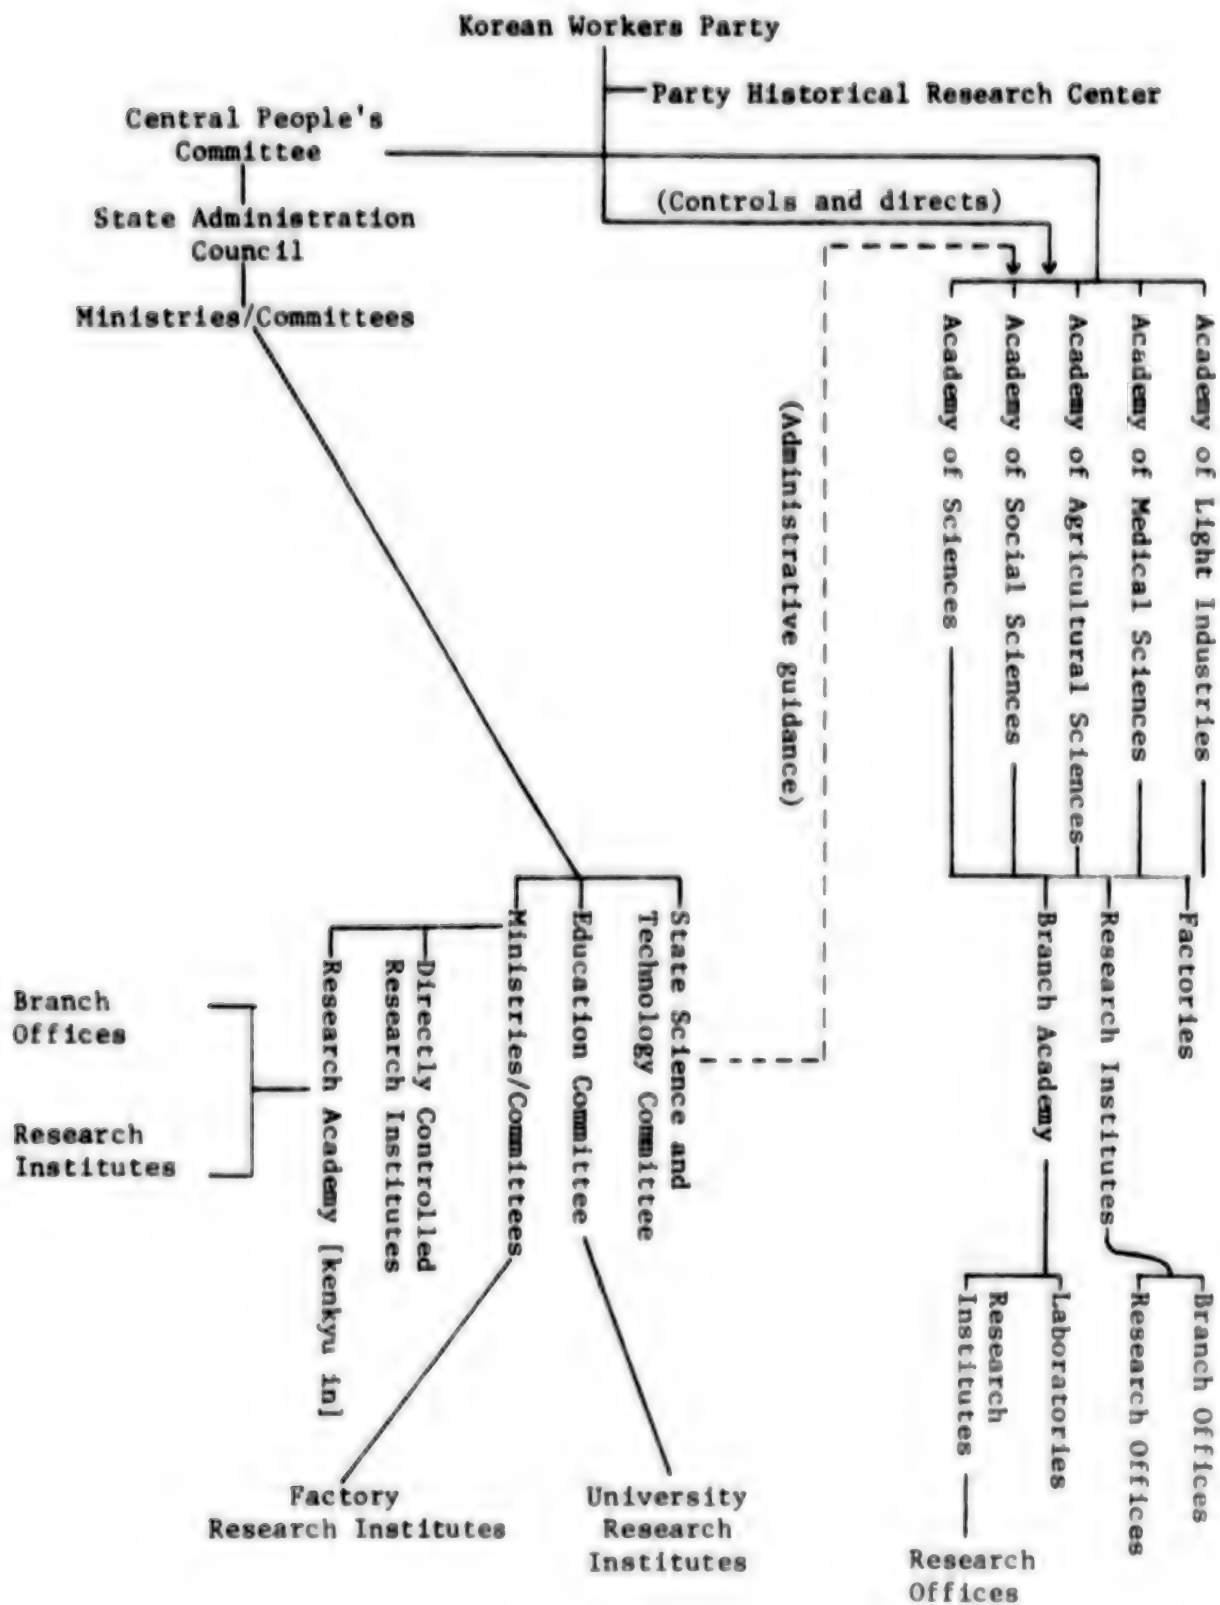 Korean Workers Party
Party Historical Research Center
Central People's
Committee
(Controls and directs)
State Administration
Council
Ministries/Committees
Academy of Sciences
Academy of Social Sciences
Academy of Agricultural Sciences
Academy of Medical Sciences
Academy of Light Industries
(Administrative guidance)
State Science and
Technology Committee
Education Committee
Ministries/Committees
Directly Controlled
Research Institutes
Research Academy [kenkyu in]
Branch
Offices
Research
Institutes
Factories
Research Institutes
Branch Academy
Branch Offices
Research Offices
Laboratories
Research
Institutes
Factory
Research Institutes
University
Research
Institutes
Research
Offices